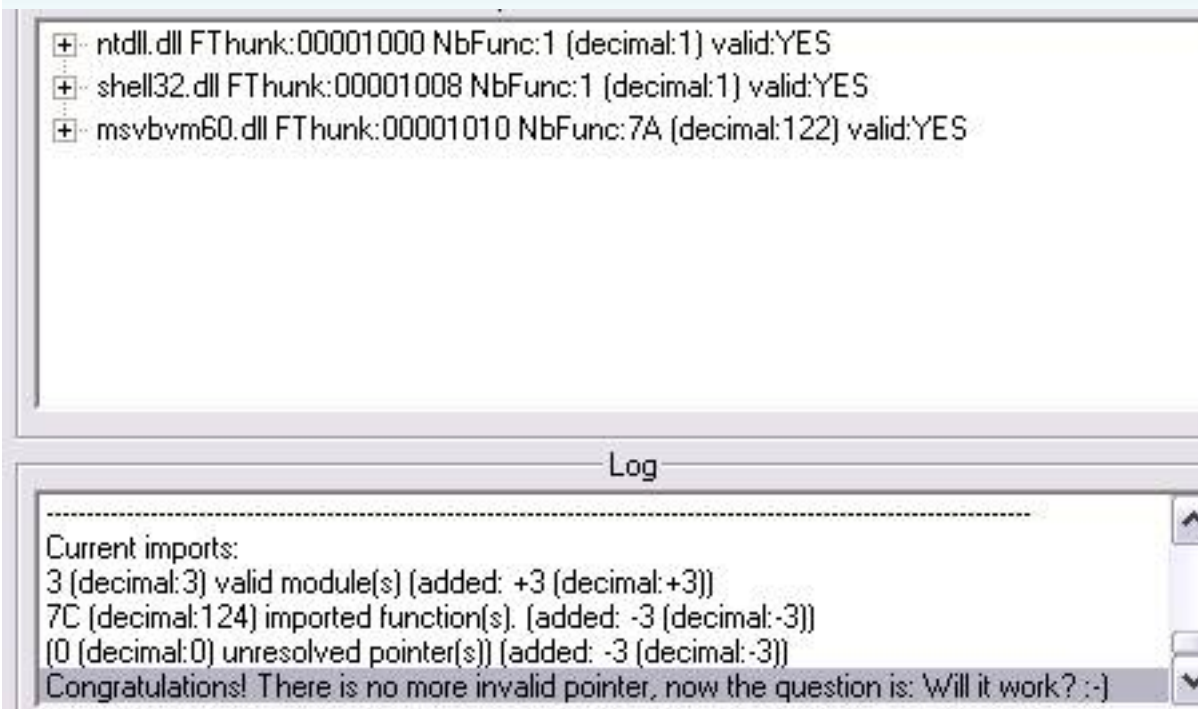 ntdll.dll FThunk:00001000 NbFunc:1 (decimal:1) valid:YES
shell32.dll FThunk:00001008 NbFunc:1 (decimal:1) valid:YES
msvbvm60.dll FThunk:00001010 NbFunc:7A (decimal:122) valid:YES
Log
Current imports:
3 (decimal:3) valid module(s) (added: +3 (decimal:+3))
7C (decimal:124) imported function(s). (added: -3 (decimal:-3))
(0 (decimal:0) unresolved pointer(s)) (added: -3 (decimal:-3))
Congratulations! There is no more invalid pointer, now the question is: Will it work? ;-)